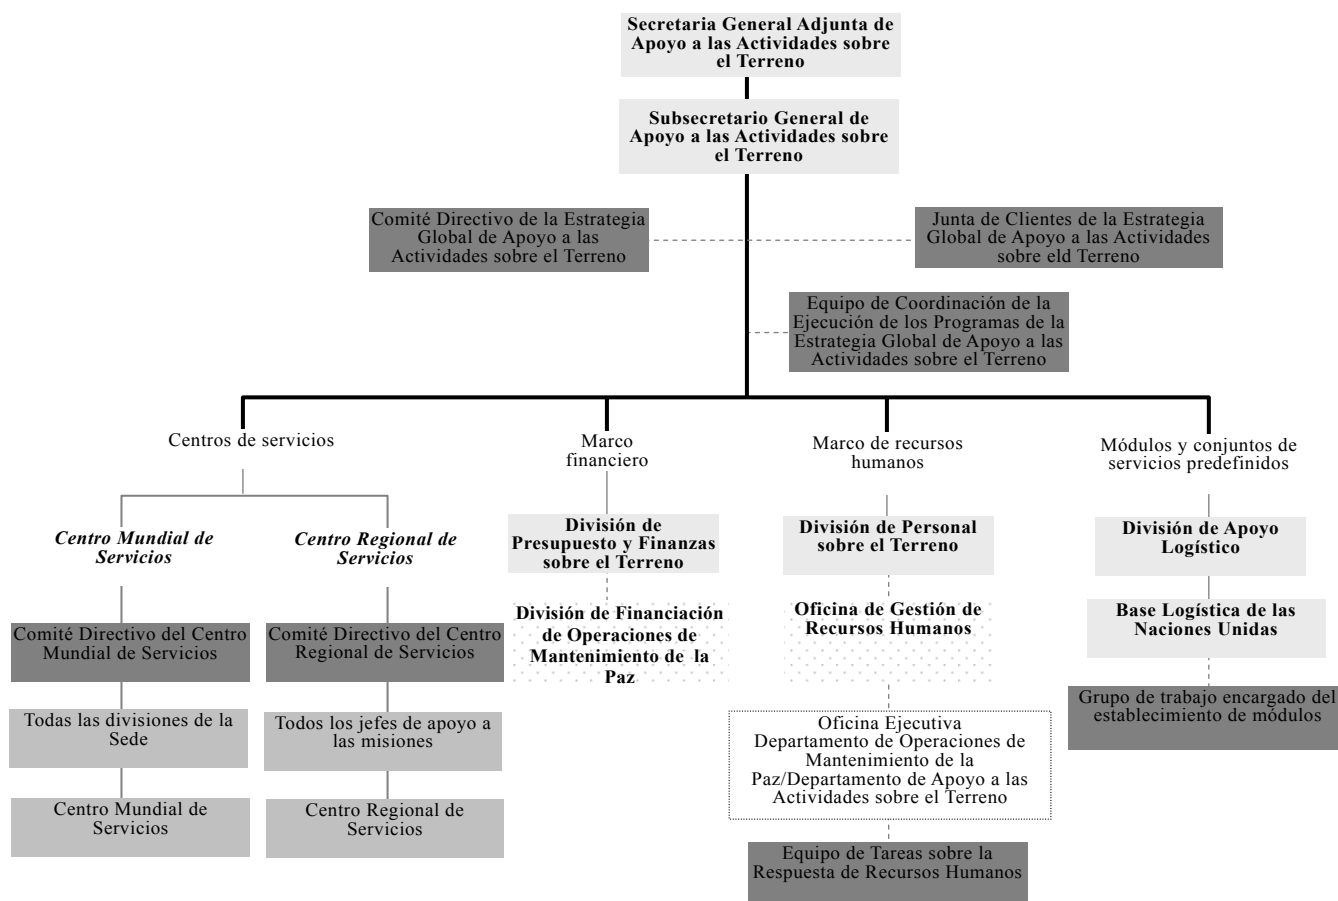 Secretaria General Adjunta de
Apoyo a las Actividades sobre
el Terreno
Subsecretario General de
Apoyo a las Actividades sobre
el Terreno
Comité Directivo de la Estrategia
Global de Apoyo a las
Actividades sobre el Terreno
Junta de Clientes de la Estrategia
Global de Apoyo a las Actividades
sobre eld Terreno
Equipo de Coordinación de la
Ejecución de los Programas de la
Estrategia Global de Apoyo a las
Actividades sobre el Terreno
Centros de servicios
Marco
financiero
Marco de recursos
humanos
Módulos y conjuntos de
servicios predefinidos
Centro Mundial de
Servicios
Centro Regional de
Servicios
División de
Presupuesto y Finanzas
sobre el Terreno
División de Personal
sobre el Terreno
División de Apoyo
Logístico
División de Financiación
de Operaciones de
Mantenimiento de la
Paz
Oficina de Gestión de
Recursos Humanos
Base Logística de las
Naciones Unidas
Comité Directivo del Centro
Mundial de Servicios
Comité Directivo del Centro
Regional de Servicios
Grupo de trabajo encargado del
establecimiento de módulos
Todas las divisiones de la
Sede
Todos los jefes de apoyo a
las misiones
Oficina Ejecutiva
Departamento de Operaciones de
Mantenimiento de la
Paz/Departamento de Apoyo a las
Actividades sobre el Terreno
Centro Mundial de
Servicios
Centro Regional de
Servicios
Equipo de Tareas sobre la
Respuesta de Recursos Humanos